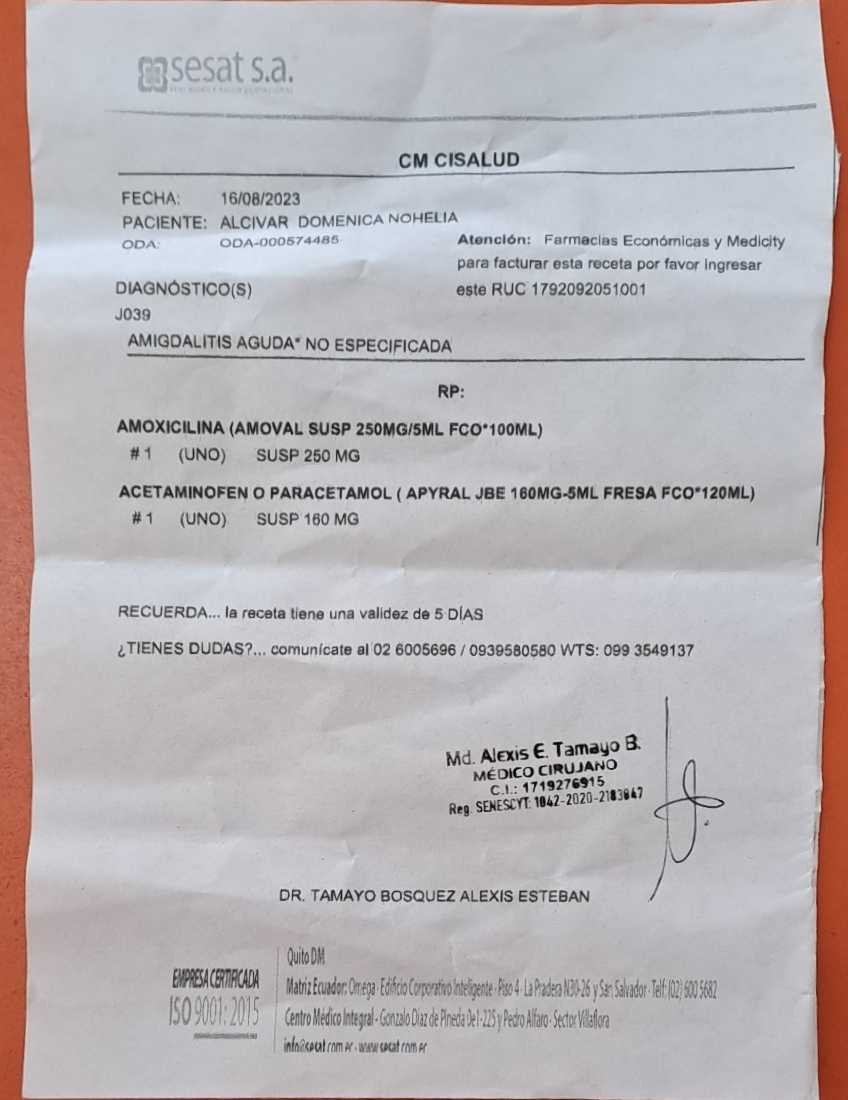 sesat s.a.
CM CISALUD
FECHA: 16/08/2023
PACIENTE: ALCIVAR DOMENICA NOHELIA
ODA: ODA-000574485
Atención: Farmacias Económicas y Medicity
para facturar esta receta por favor ingresar
este RUC 1792092051001
DIAGNÓSTICO(S)
J039
AMIGDALITIS AGUDA* NO ESPECIFICADA
RP:
AMOXICILINA (AMOVAL SUSP 250MG/5ML FCO*100ML)
# 1 (UNO) SUSP 250 MG
ACETAMINOFEN O PARACETAMOL ( APYRAL JBE 160MG-5ML FRESA FCO*120ML)
# 1 (UNO) SUSP 160 MG
RECUERDA... la receta tiene una validez de 5 DÍAS
¿TIENES DUDAS?... comunícate al 02 6005696 / 0939580580 WTS: 099 3549137
Md. Alexis E. Tamayo B.
MÉDICO CIRUJANO
C.I.: 1719276915
Reg. SENESCYT: 1042-2020-2183847
DR. TAMAYO BOSQUEZ ALEXIS ESTEBAN
EMPRESA CERTIFICADA
ISO 9001: 2015
Quito DM
Matriz Ecuador: Omega - Edificio Corporativo Inteligente - Piso 4 - La Pradera N30-26 y San Salvador - Telf: (02) 600 5682
Centro Médico Integral - Gonzalo Díaz de Pineda Oe1-225 y Pedro Alfaro - Sector Villaflora
info@sesat.com.ec - www.sesat.com.ec